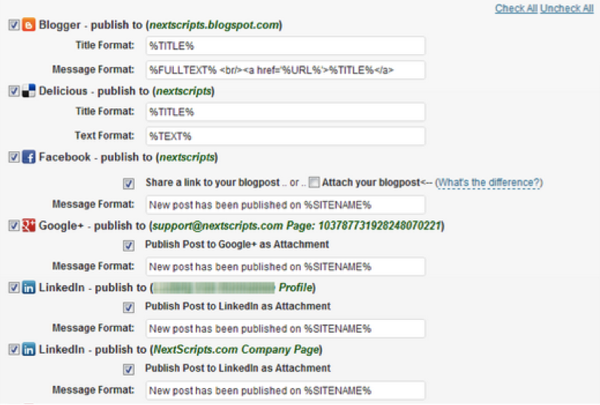 Check All Uncheck All
Blogger - publish to (nextscripts.blogspot.com)
Title Format: %TITLE%
Message Format: %FULLTEXT% <br/><a href='%URL%'>%TITLE%</a>
Delicious - publish to (nextscripts)
Title Format: %TITLE%
Text Format: %TEXT%
Facebook - publish to (nextscripts)
Share a link to your blogpost .. or .. Attach your blogpost<-- (What's the difference?)
Message Format: New post has been published on %SITENAME%
Google+ - publish to (support@nextscripts.com Page: 103787731928248070221)
Publish Post to Google+ as Attachment
Message Format: New post has been published on %SITENAME%
LinkedIn - publish to ( Profile)
Publish Post to LinkedIn as Attachment
Message Format: New post has been published on %SITENAME%
LinkedIn - publish to (NextScripts.com Company Page)
Publish Post to LinkedIn as Attachment
Message Format: New post has been published on %SITENAME%